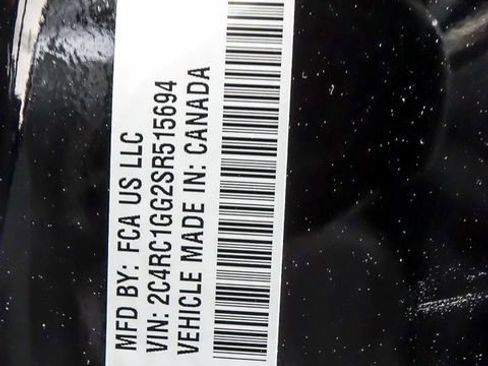 MFD BY: FCA US LLC
VIN: 2C4RC1GG2SR515694
VEHICLE MADE IN: CANADA